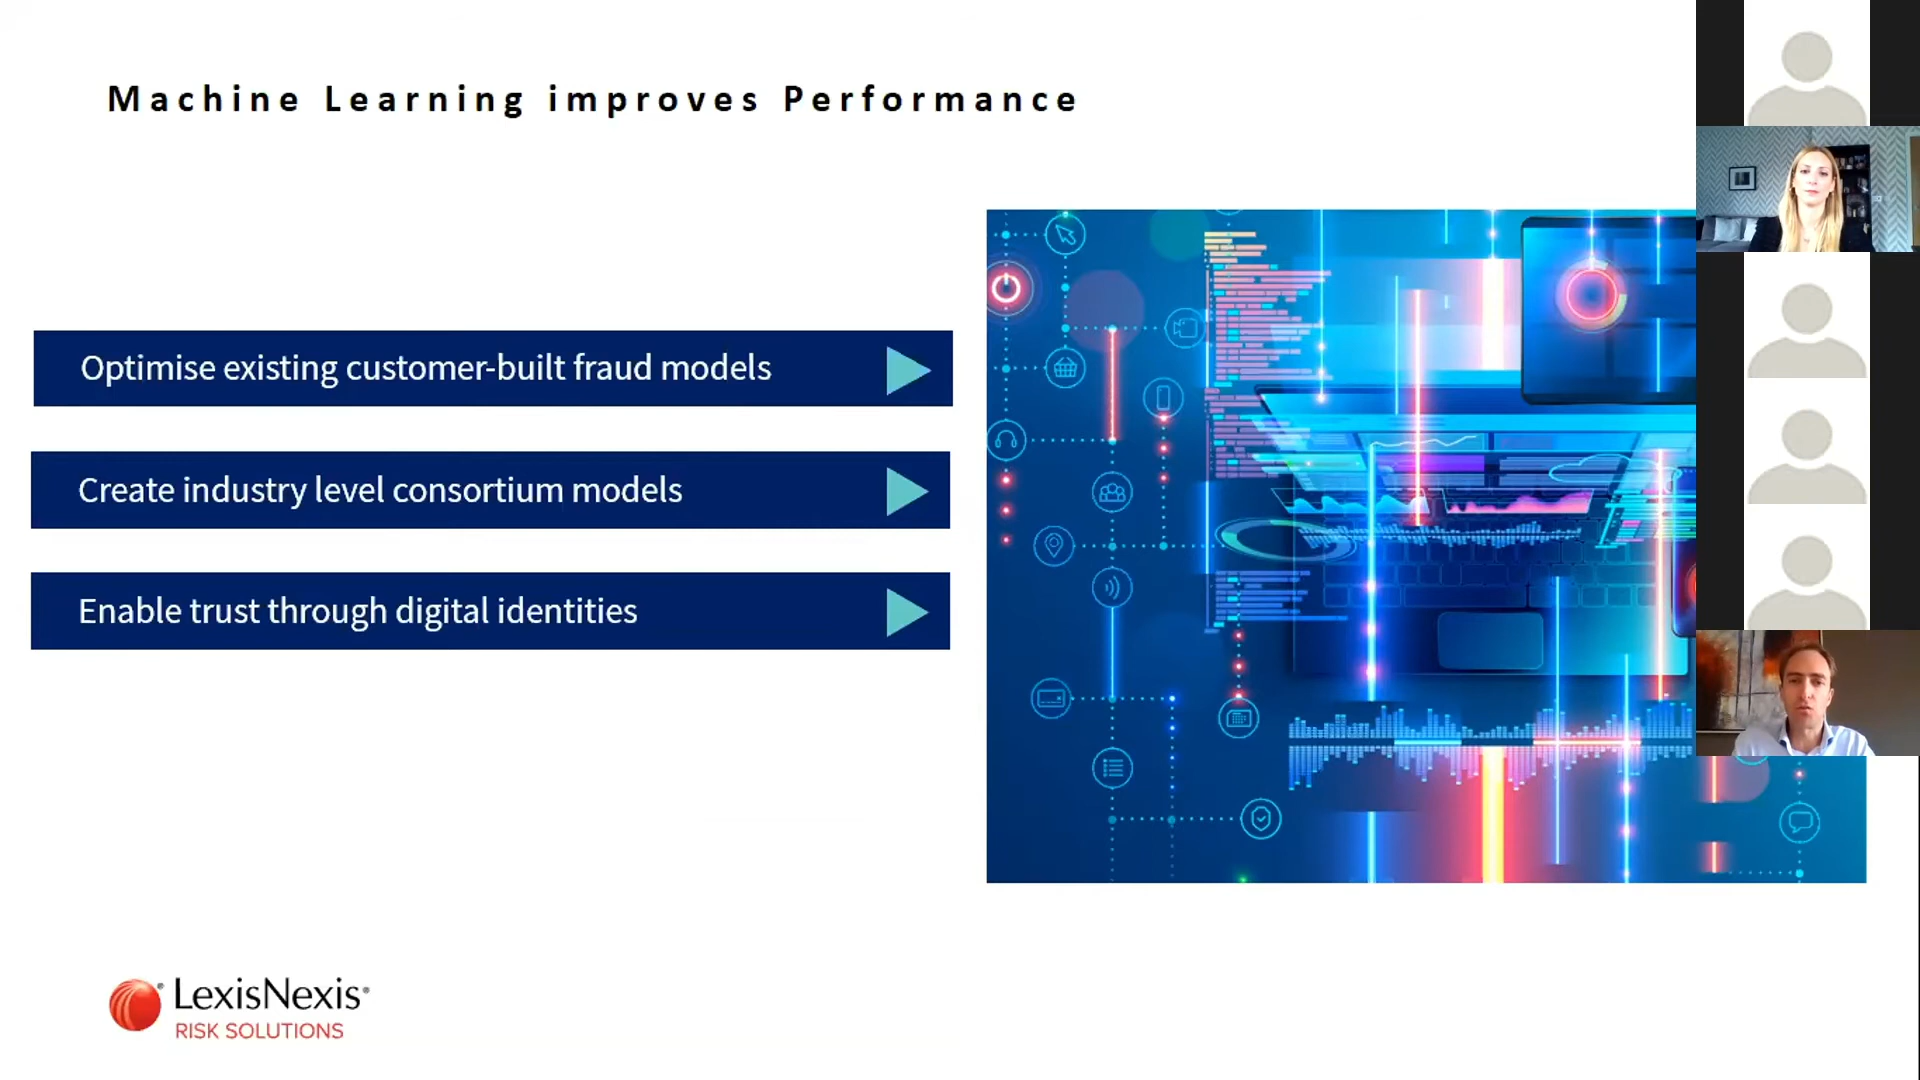 Machine Learning improves Performance
Optimise existing customer-built fraud models
Create industry level consortium models
Enable trust through digital identities
LexisNexis®
RISK SOLUTIONS